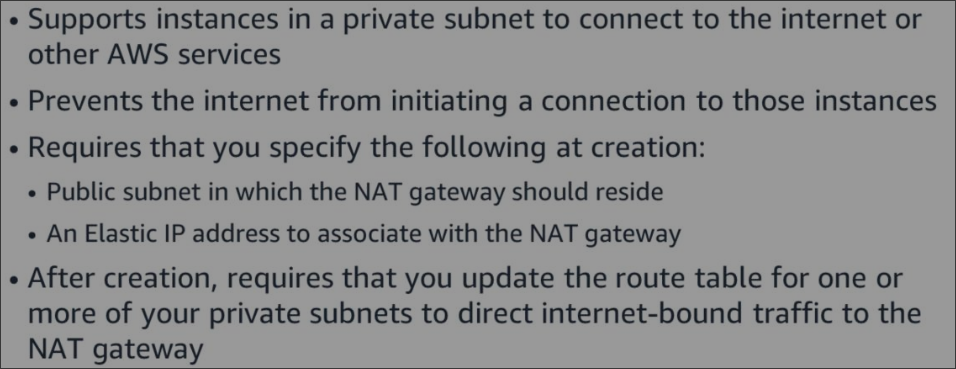 • Supports instances in a private subnet to connect to the internet or
other AWS services
• Prevents the internet from initiating a connection to those instances
• Requires that you specify the following at creation:
• Public subnet in which the NAT gateway should reside
• An Elastic IP address to associate with the NAT gateway
• After creation, requires that you update the route table for one or
more of your private subnets to direct internet-bound traffic to the
NAT gateway